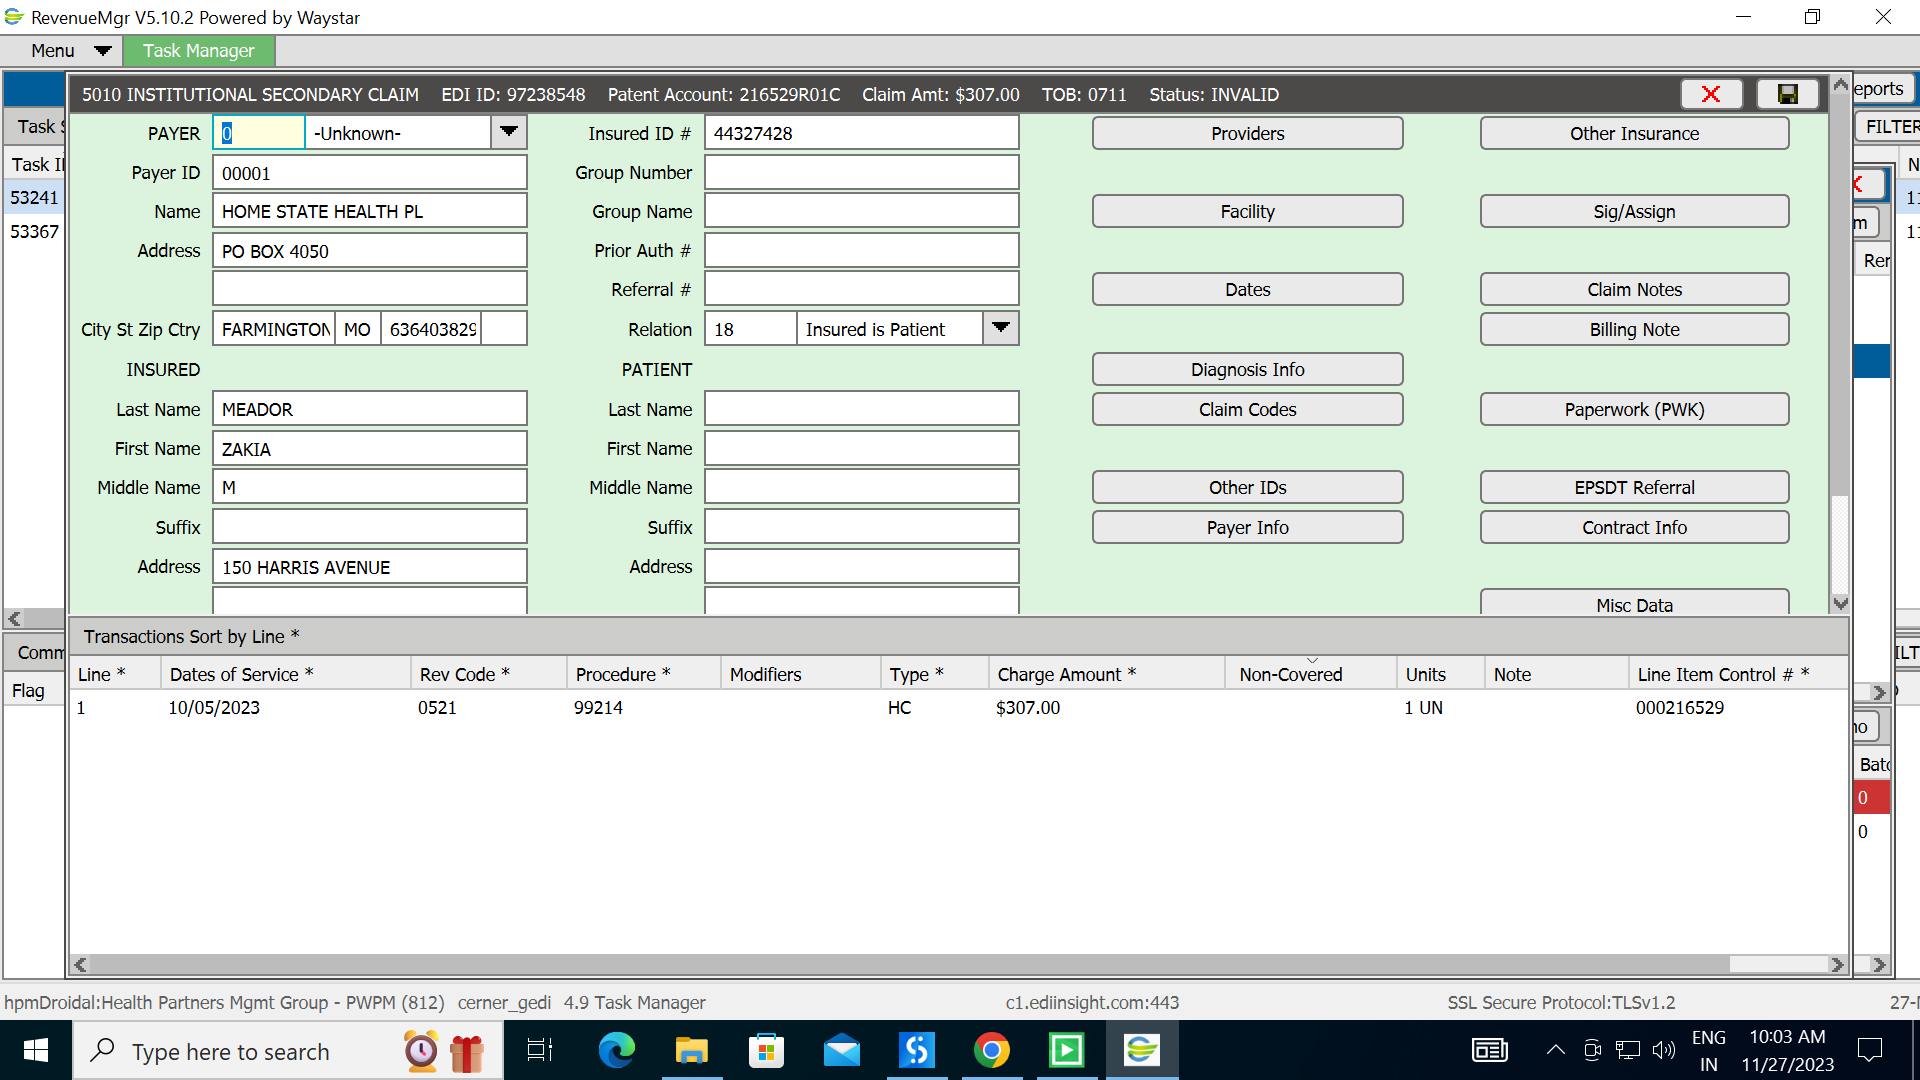 RevenueMgr V5.10.2 Powered by Waystar
Menu Task Manager
5010 INSTITUTIONAL SECONDARY CLAIM EDI ID: 97238548 Patent Account: 216529R01C Claim Amt: $307.00 TOB: 0711 Status: INVALID
eports
Task S
FILTER
Task II
N
53241
11
53367
11
m
Rer
PAYER 0 -Unknown- Insured ID # 44327428 Providers Other Insurance
Payer ID 00001 Group Number
Name HOME STATE HEALTH PL Group Name Facility Sig/Assign
Address PO BOX 4050 Prior Auth #
Referral # Dates Claim Notes
City St Zip Ctry FARMINGTON MO 636403829 Relation 18 Insured is Patient Billing Note
INSURED PATIENT Diagnosis Info
Last Name MEADOR Last Name Claim Codes Paperwork (PWK)
First Name ZAKIA First Name
Middle Name M Middle Name Other IDs EPSDT Referral
Suffix Suffix Payer Info Contract Info
Address 150 HARRIS AVENUE Address
Misc Data
Transactions Sort by Line *
Comm
ILT
Flag
Line * Dates of Service * Rev Code * Procedure * Modifiers Type * Charge Amount * Non-Covered Units Note Line Item Control # *
1 10/05/2023 0521 99214 HC $307.00 1 UN 000216529
no
Batc
0
0
hpmDroidal:Health Partners Mgmt Group - PWPM (812) cerner_gedi 4.9 Task Manager c1.ediinsight.com:443 SSL Secure Protocol:TLSv1.2 27-
Type here to search
ENG
IN
10:03 AM
11/27/2023